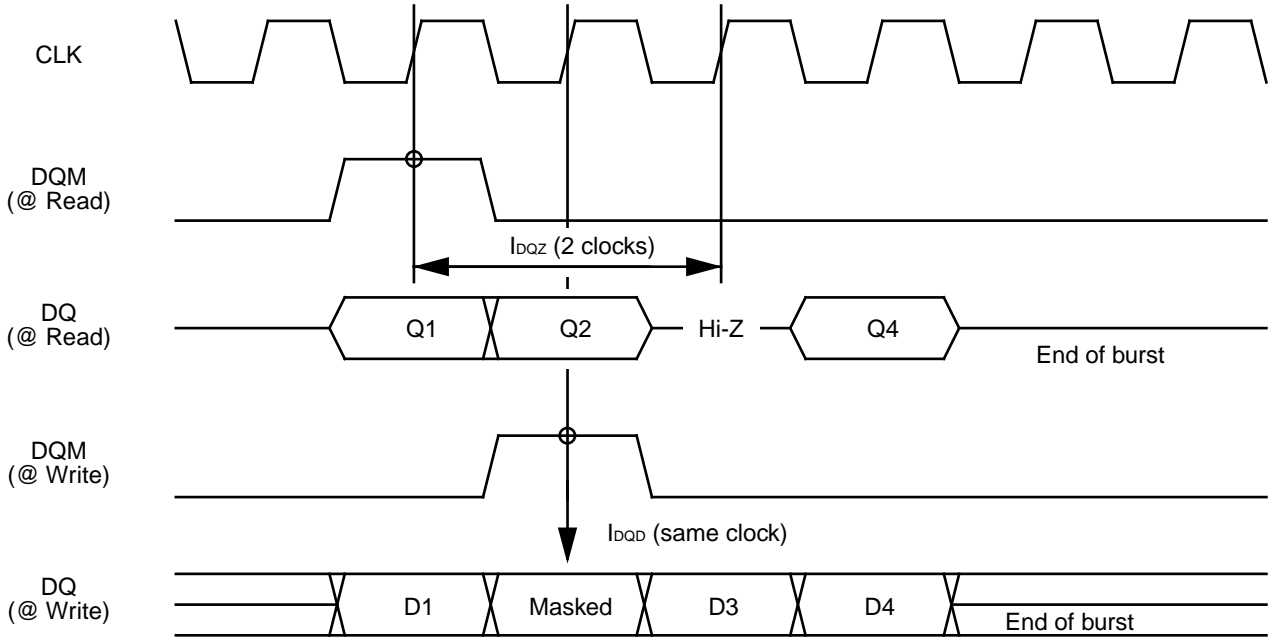 CLK
DQM
(@ Read)
IDQZ (2 clocks)
DQ
(@ Read)
Q1
Q2
Hi-Z
Q4
End of burst
DQM
(@ Write)
IDQD (same clock)
DQ
(@ Write)
D1
Masked
D3
D4
End of burst